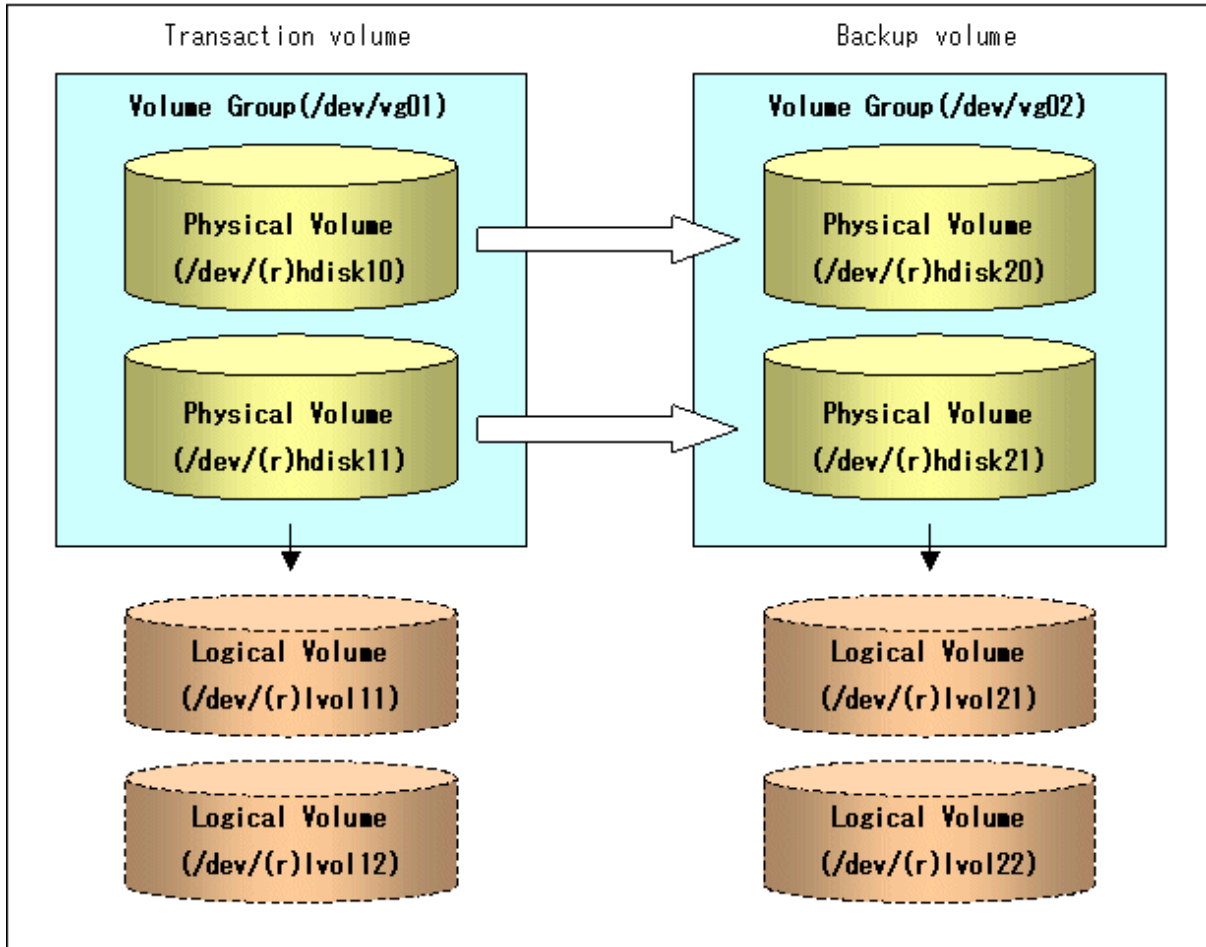 Transaction volume
Backup volume
Volume Group(/dev/vg01)
Volume Group(/dev/vg02)
Physical Volume
(/dev/(r)hdisk10)
Physical Volume
(/dev/(r)hdisk20)
Physical Volume
(/dev/(r)hdisk11)
Physical Volume
(/dev/(r)hdisk21)
Logical Volume
(/dev/(r)lvol11)
Logical Volume
(/dev/(r)lvol21)
Logical Volume
(/dev/(r)lvol12)
Logical Volume
(/dev/(r)lvol22)